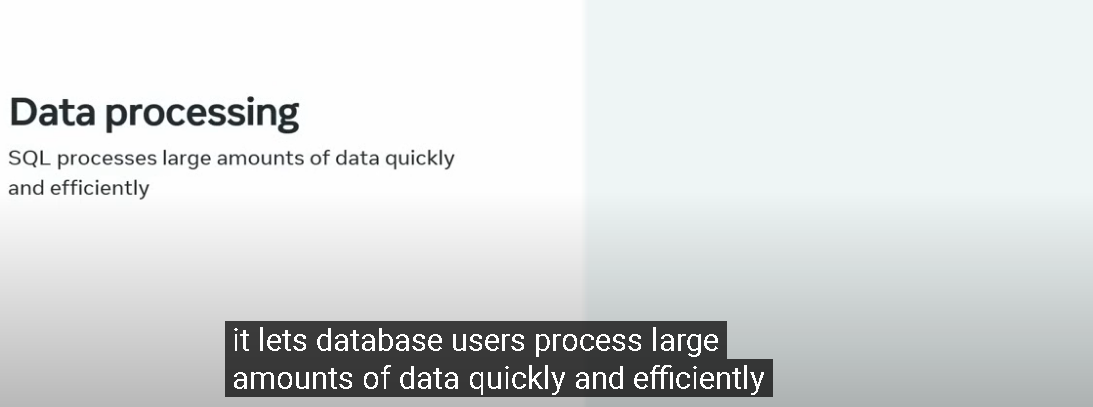 Data processing
SQL processes large amounts of data quickly
and efficiently
it lets database users process large
amounts of data quickly and efficiently